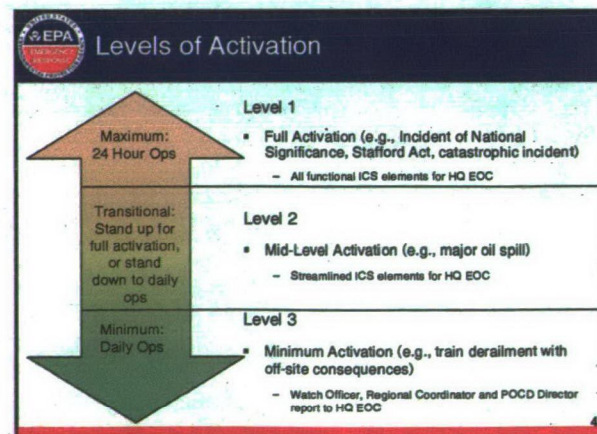 EPA
EMERGENCY
RESPONSE
Levels of Activation
Maximum:
24 Hour Ops
Level 1
▪ Full Activation (e.g., Incident of National
Significance, Stafford Act, catastrophic incident)
– All functional ICS elements for HQ EOC
Transitional:
Stand up for
full activation,
or stand
down to daily
ops
Level 2
▪ Mid-Level Activation (e.g., major oil spill)
– Streamlined ICS elements for HQ EOC
Minimum:
Daily Ops
Level 3
▪ Minimum Activation (e.g., train derailment with
off-site consequences)
– Watch Officer, Regional Coordinator and POCD Director
report to HQ EOC
4